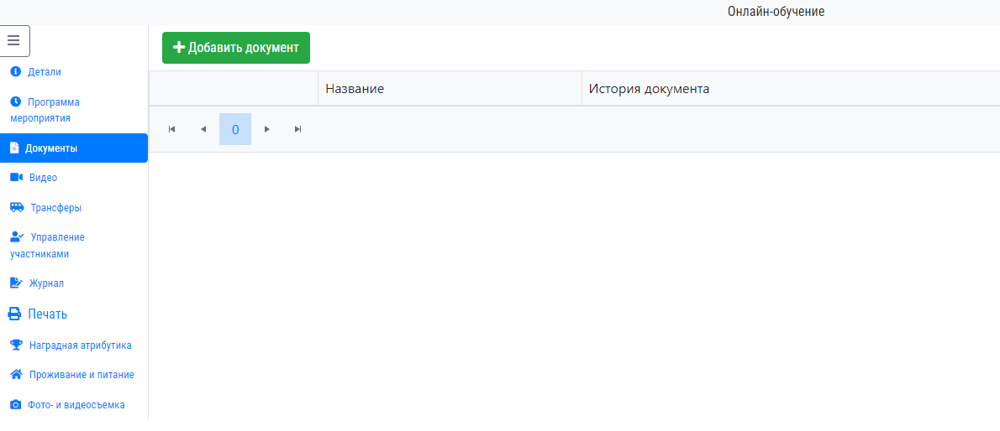 Онлайн-обучение
Добавить документ
Детали
Программа
мероприятия
Документы
Видео
Трансферы
Управление
участниками
Журнал
Печать
Наградная атрибутика
Проживание и питание
Фото- и видеосъемка
Название
История документа
0